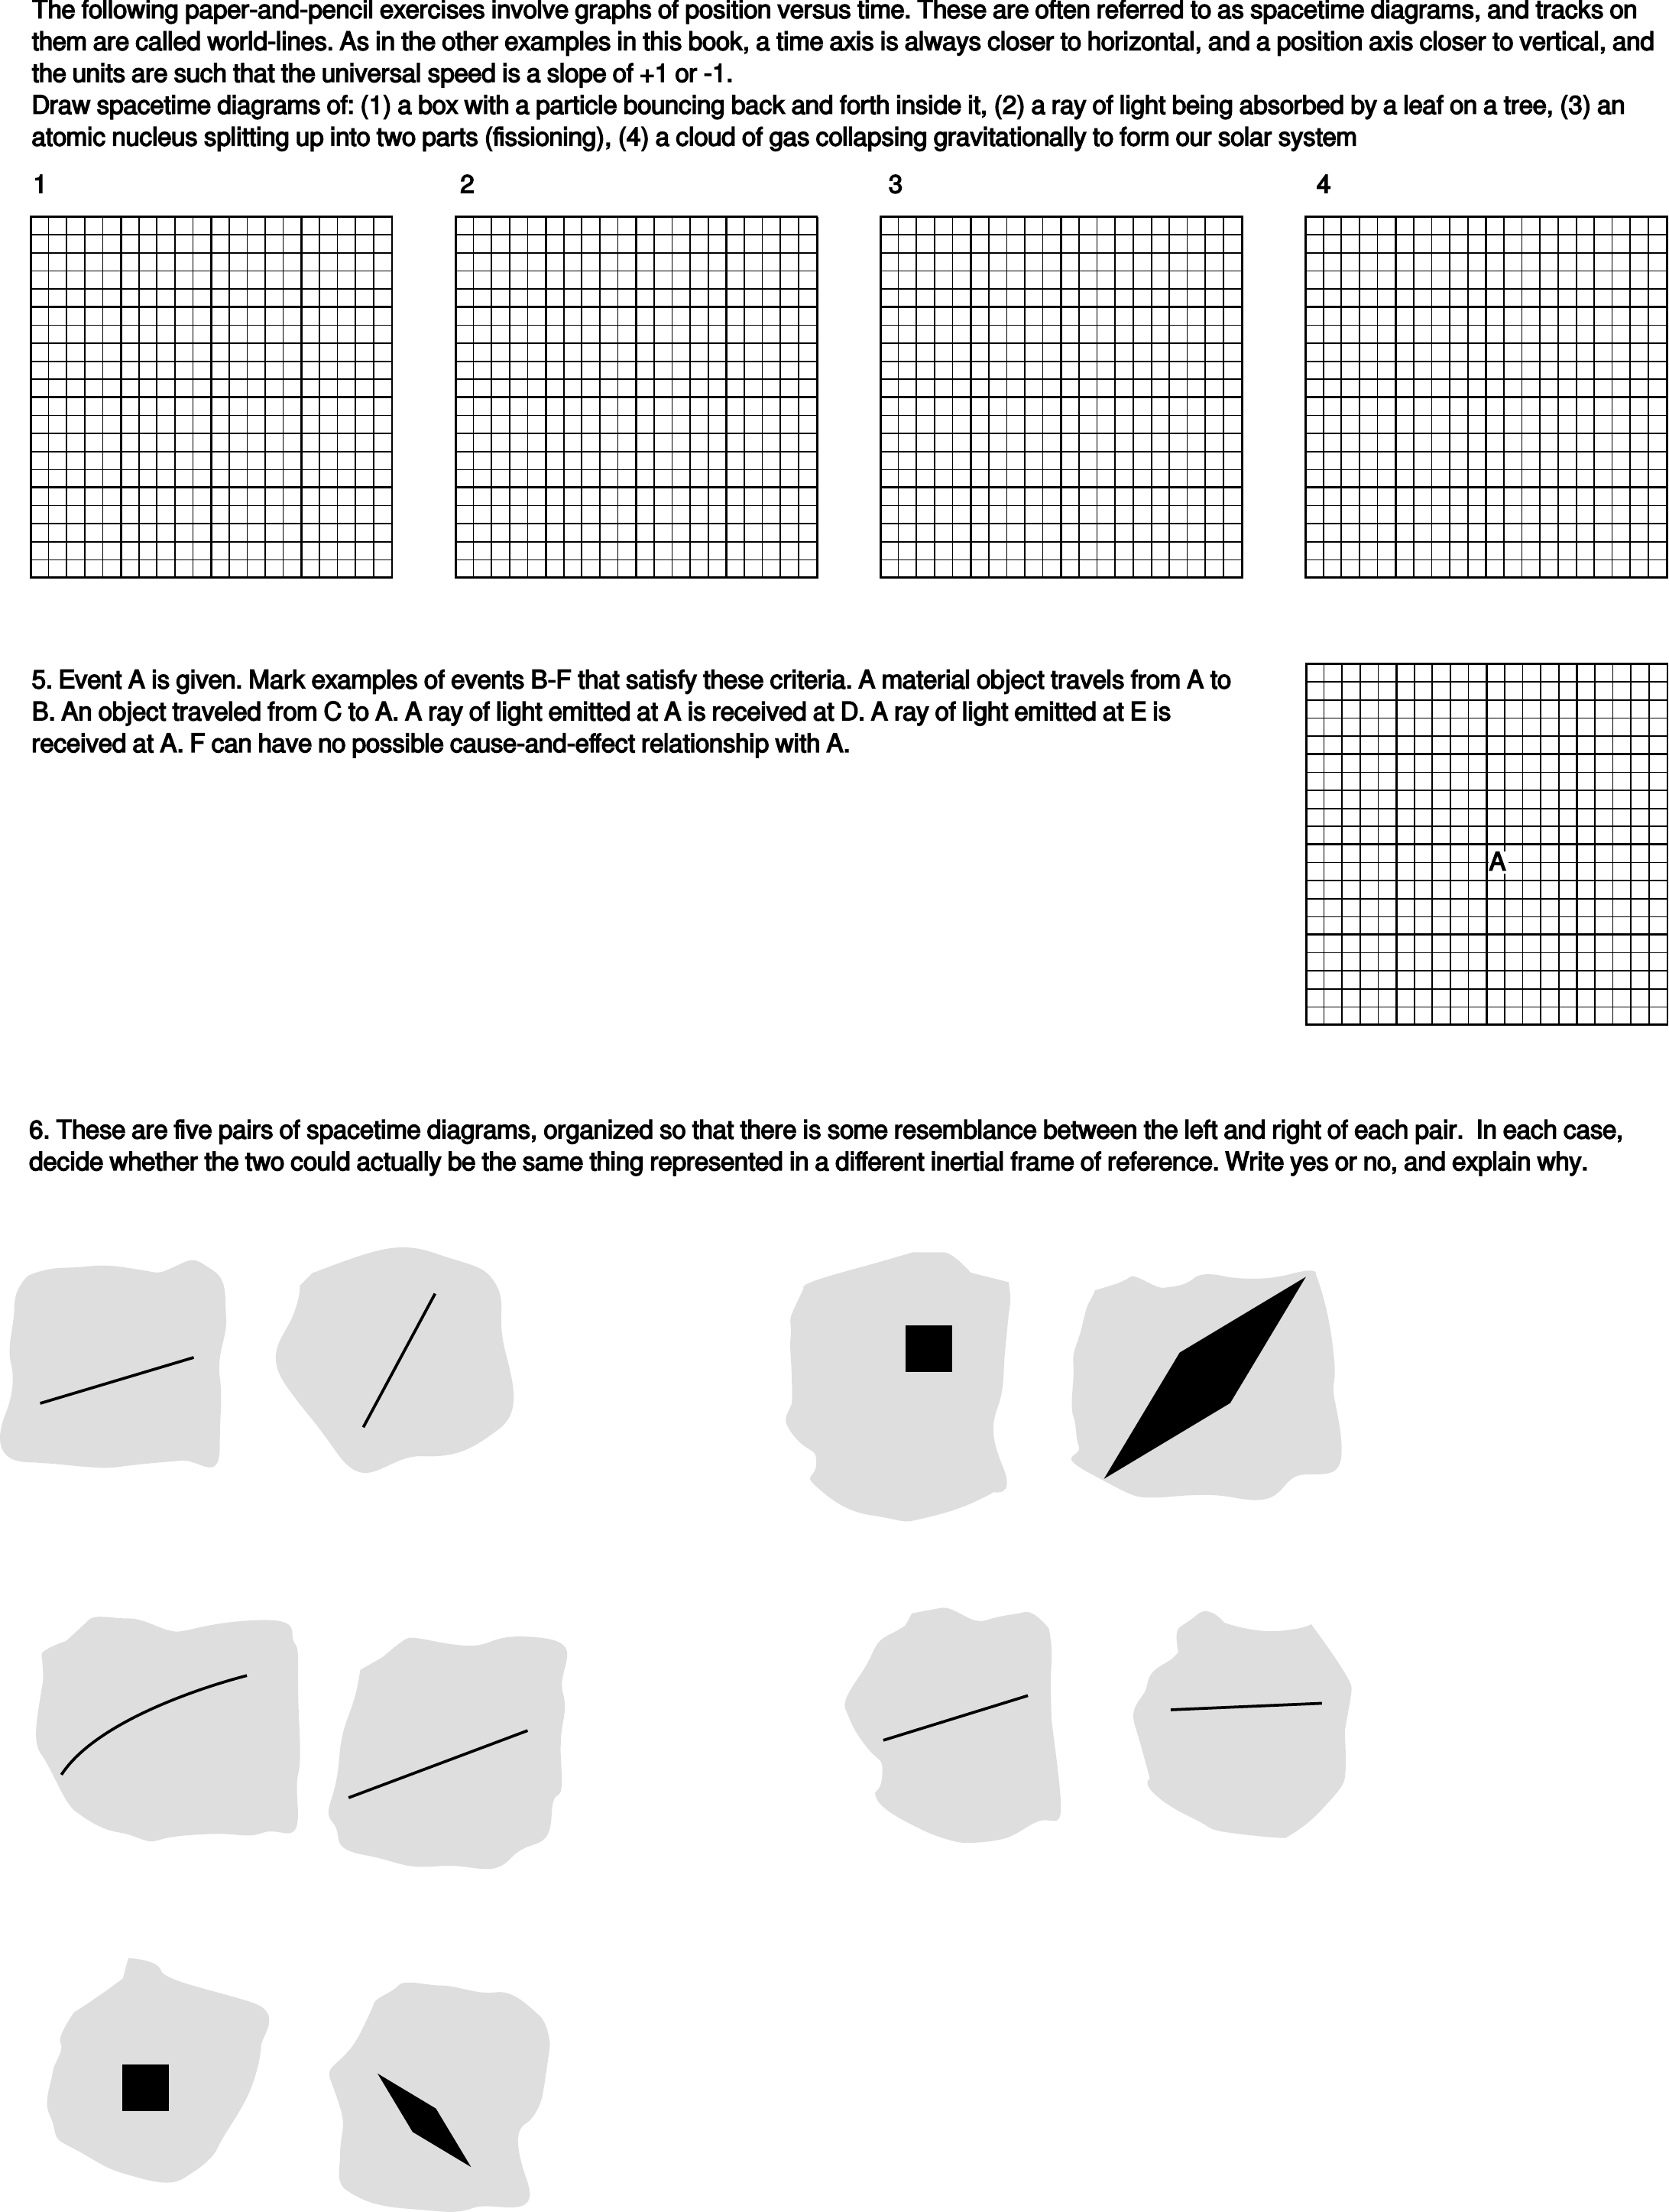 The following paper-and-pencil exercises involve graphs of position versus time. These are often referred to as spacetime diagrams, and tracks on
them are called world-lines. As in the other examples in this book, a time axis is always closer to horizontal, and a position axis closer to vertical, and
the units are such that the universal speed is a slope of +1 or -1.
Draw spacetime diagrams of: (1) a box with a particle bouncing back and forth inside it, (2) a ray of light being absorbed by a leaf on a tree, (3) an
atomic nucleus splitting up into two parts (fissioning), (4) a cloud of gas collapsing gravitationally to form our solar system
1 2 3 4
5. Event A is given. Mark examples of events B-F that satisfy these criteria. A material object travels from A to
B. An object traveled from C to A. A ray of light emitted at A is received at D. A ray of light emitted at E is
received at A. F can have no possible cause-and-effect relationship with A.
A
6. These are five pairs of spacetime diagrams, organized so that there is some resemblance between the left and right of each pair.  In each case,
decide whether the two could actually be the same thing represented in a different inertial frame of reference. Write yes or no, and explain why.